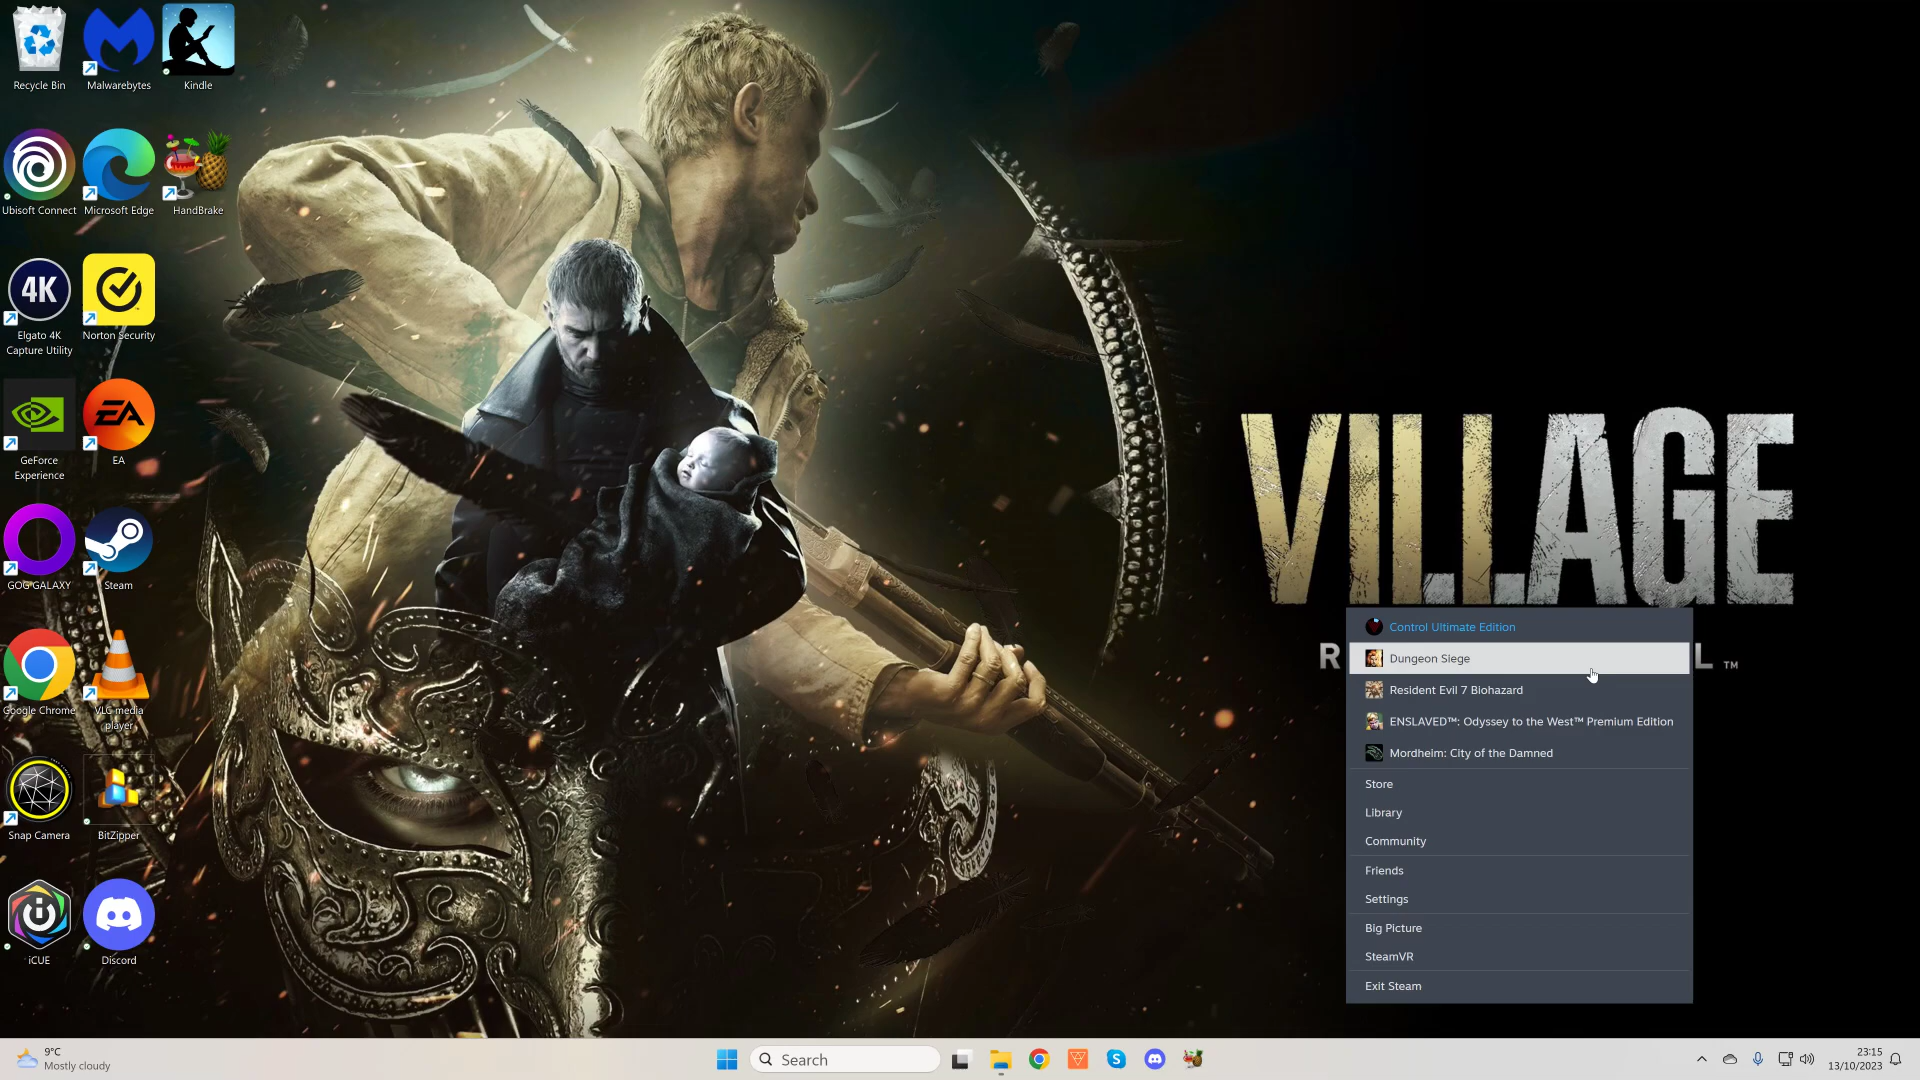 Recycle Bin
Malwarebytes
Kindle
Ubisoft Connect
Microsoft Edge
HandBrake
4K
Elgato 4K
Capture Utility
Norton Security
GeForce
Experience
EA
EA
GOG GALAXY
Steam
Google Chrome
VLC media
player
Snap Camera
BitZipper
iCUE
Discord
VILLAGE
R
L ™
Control Ultimate Edition
Dungeon Siege
Resident Evil 7 Biohazard
ENSLAVED™: Odyssey to the West™ Premium Edition
Mordheim: City of the Damned
Store
Library
Community
Friends
Settings
Big Picture
SteamVR
Exit Steam
9°C
Mostly cloudy
Search
23:15
13/10/2023